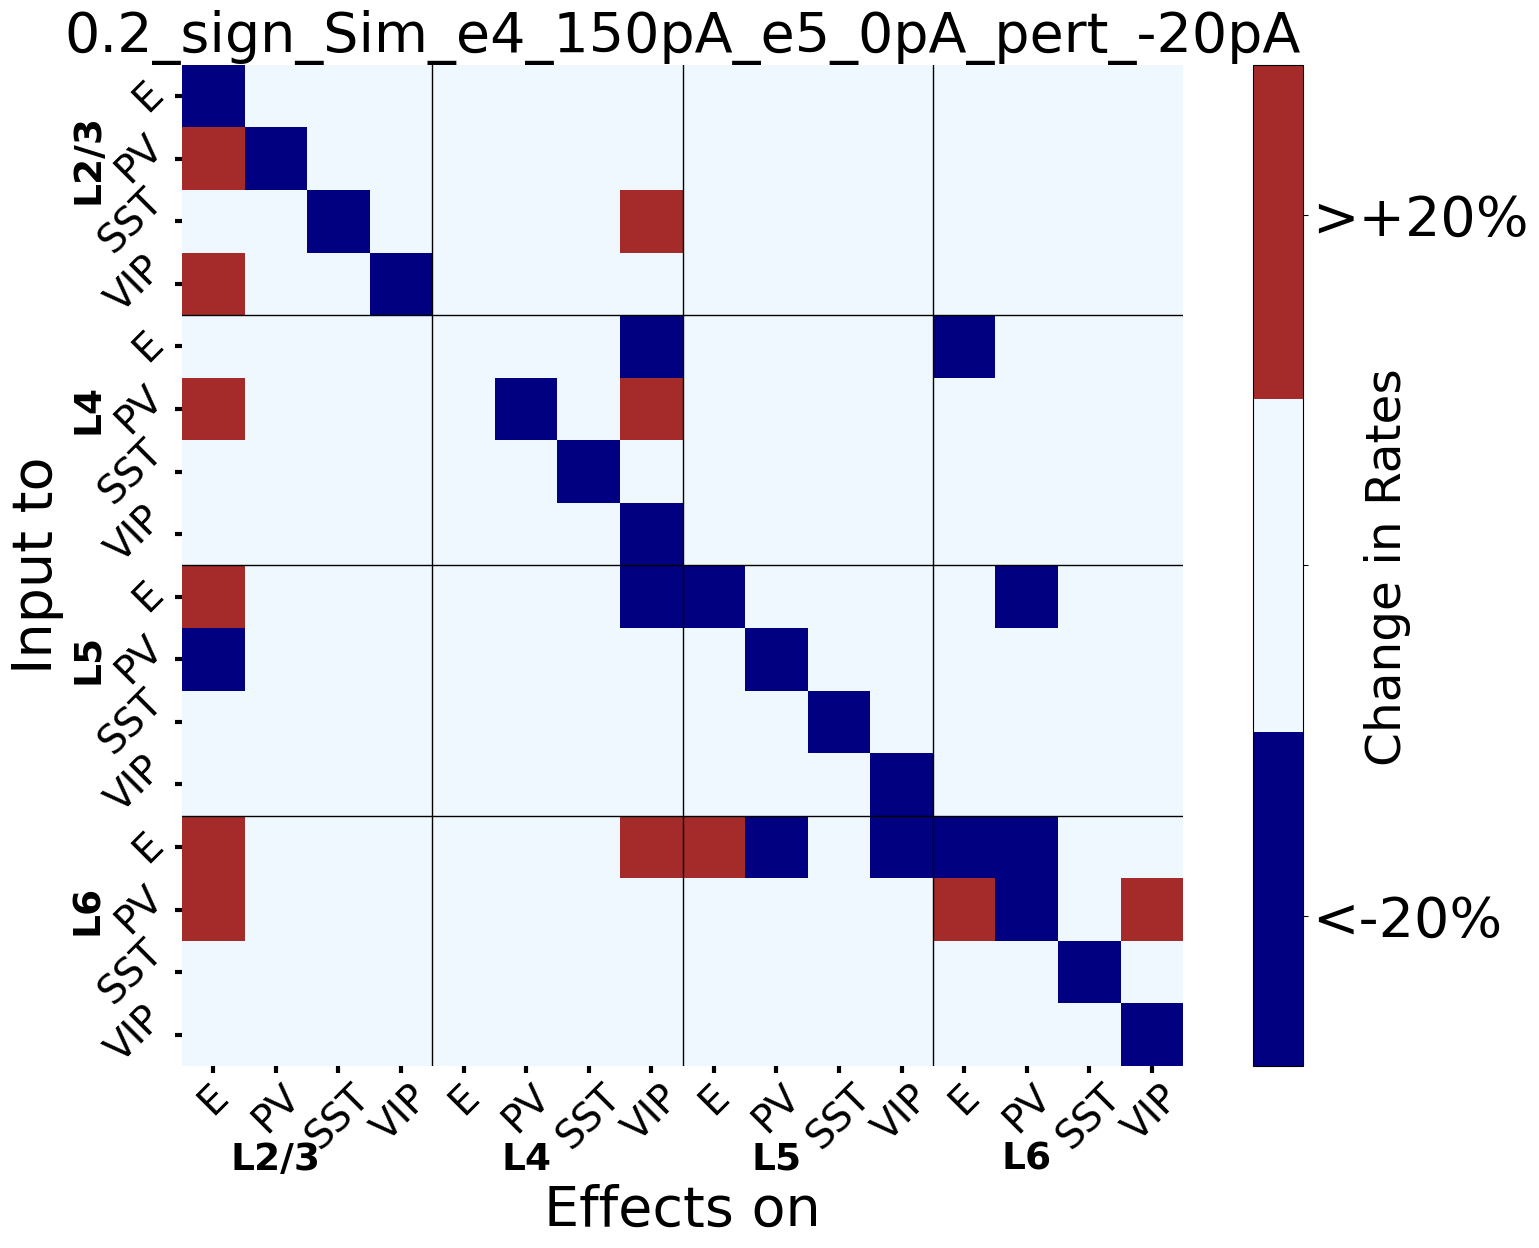 0.2_sign_Sim_e4_150pA_e5_0pA_pert_-20pA
Input to
L2/3
E
PV
SST
VIP
L4
E
PV
SST
VIP
L5
E
PV
SST
VIP
L6
E
PV
SST
VIP
E PV SST VIP E PV SST VIP E PV SST VIP E PV SST VIP
L2/3 L4 L5 L6
Effects on
>+20%
<-20%
Change in Rates